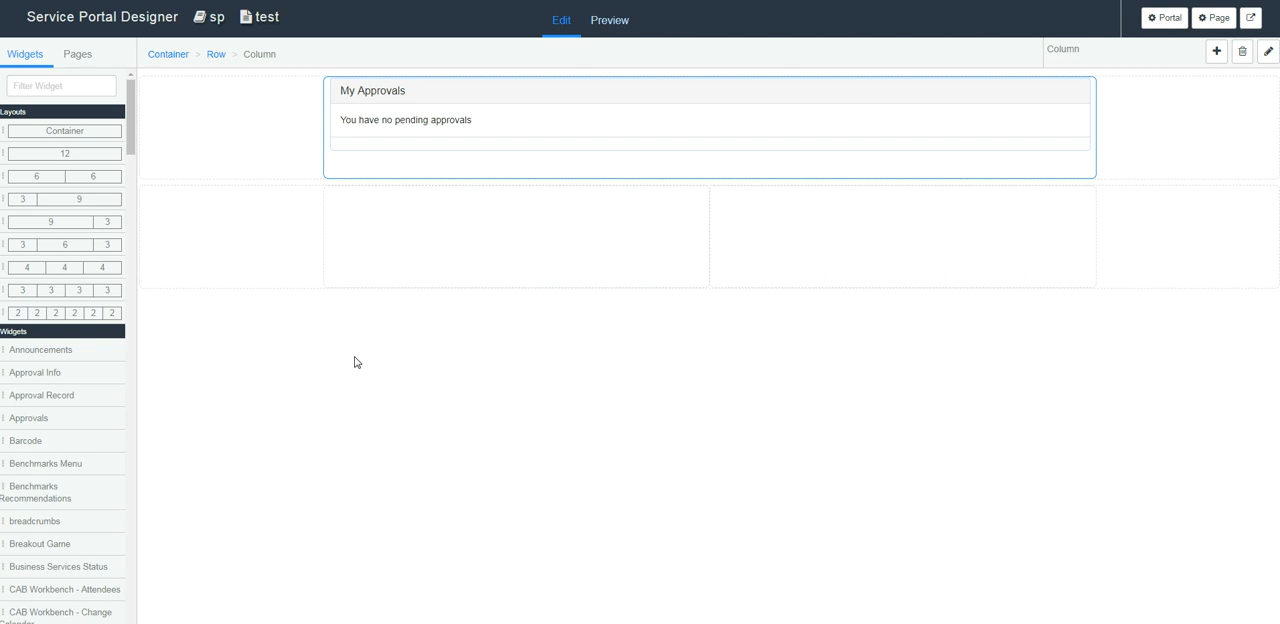 Service Portal Designer sp test
Edit Preview
Portal Page
Widgets Pages
Container > Row > Column
Column
Filter Widget
Layouts
Container
12
6 6
3 9
9 3
3 6 3
4 4 4
3 3 3 3
2 2 2 2 2 2
Widgets
Announcements
Approval Info
Approval Record
Approvals
Barcode
Benchmarks Menu
Benchmarks
Recommendations
breadcrumbs
Breakout Game
Business Services Status
CAB Workbench - Attendees
CAB Workbench - Change
My Approvals
You have no pending approvals